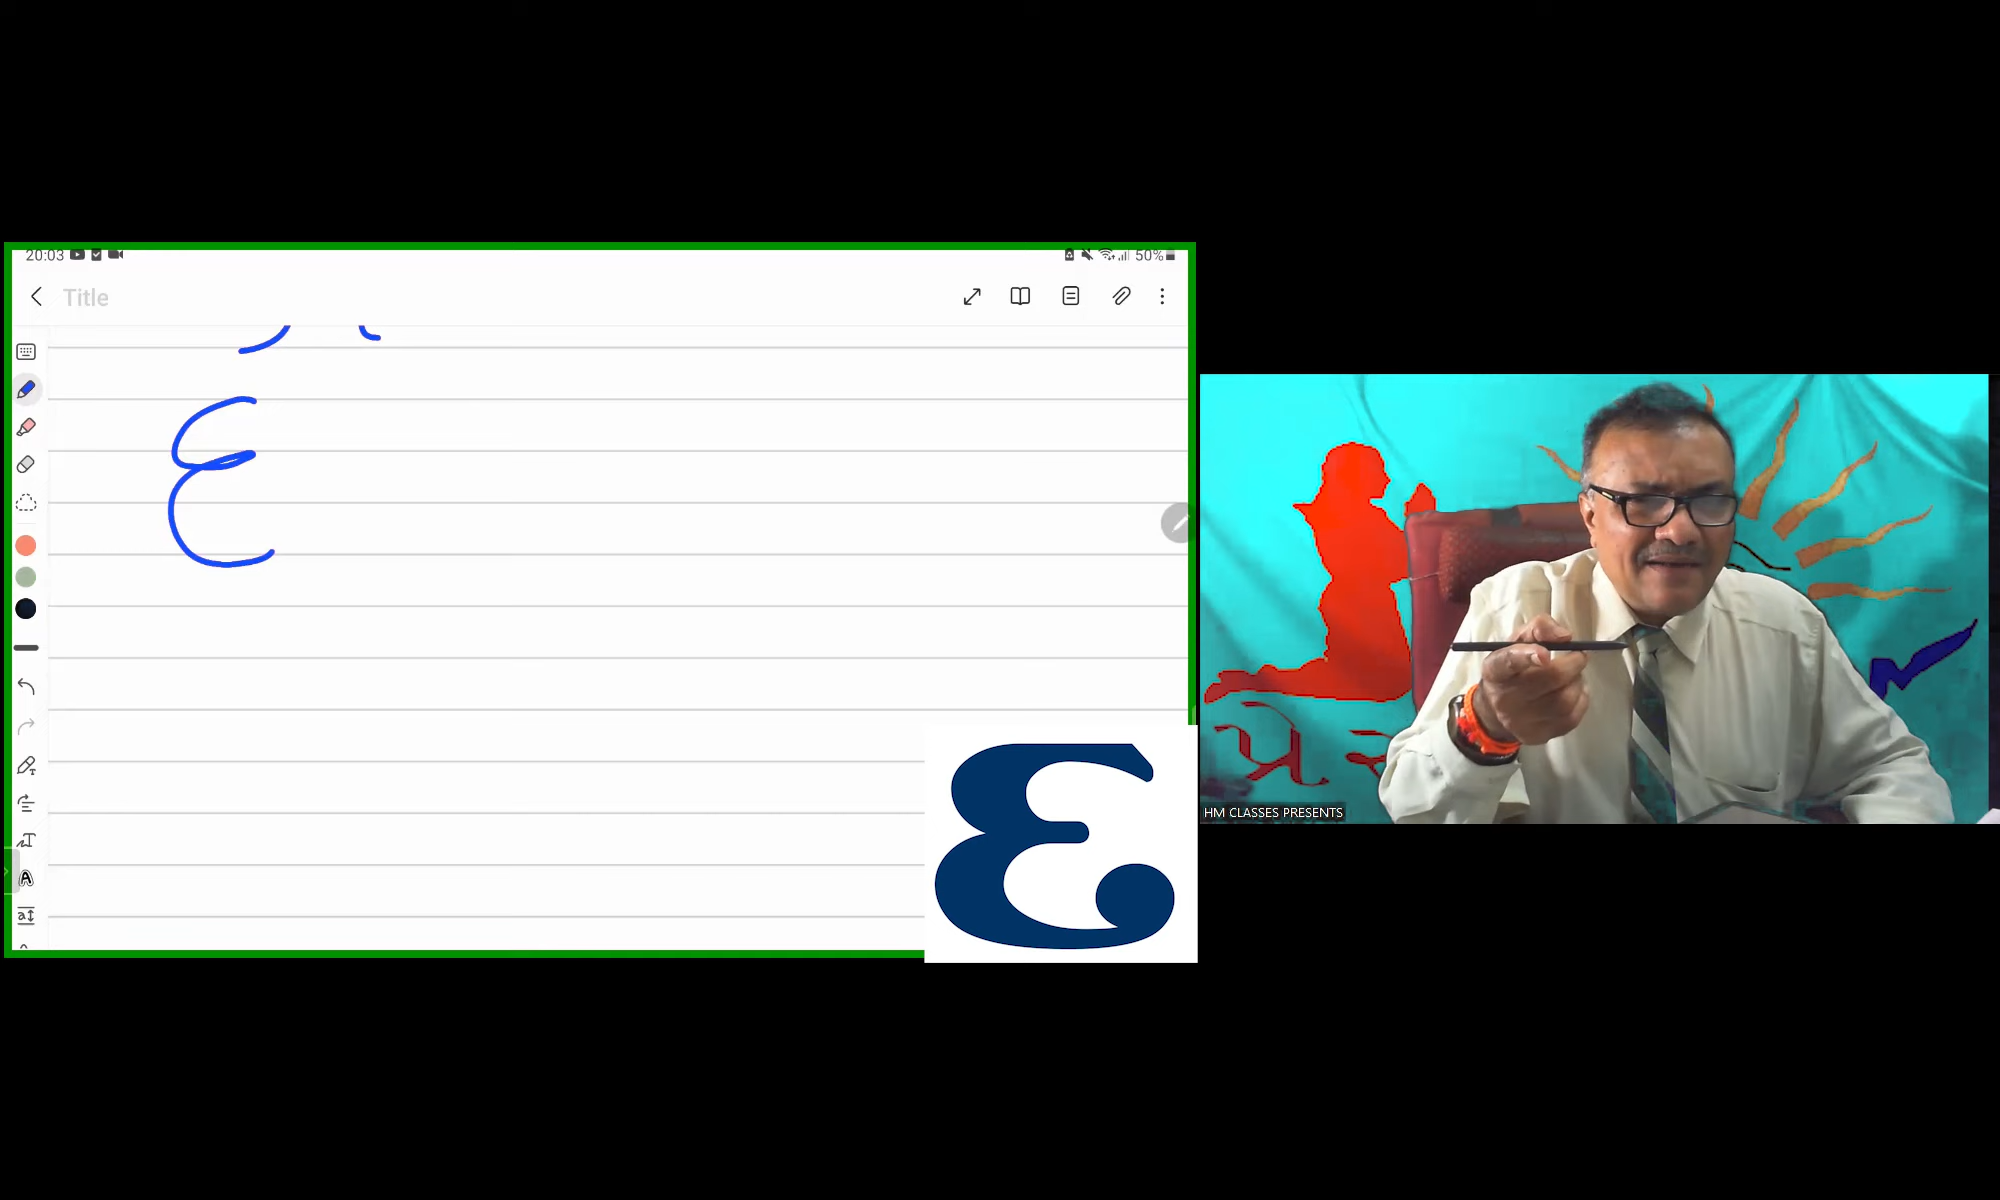 20:03 50%
Title
Ɛ
Ɛ
પ્રે
HM CLASSES PRESENTS